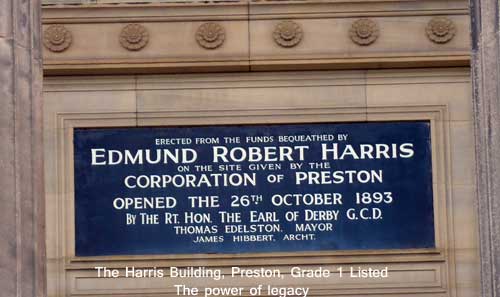 ERECTED FROM THE FUNDS BEQUEATHED BY
EDMUND ROBERT HARRIS
ON THE SITE GIVEN BY THE
CORPORATION OF PRESTON
OPENED THE 26TH OCTOBER 1893
BY THE RT. HON. THE EARL OF DERBY G.C.D.
THOMAS EDELSTON. MAYOR
JAMES HIBBERT. ARCHT.
The Harris Building, Preston, Grade 1 Listed
The power of legacy